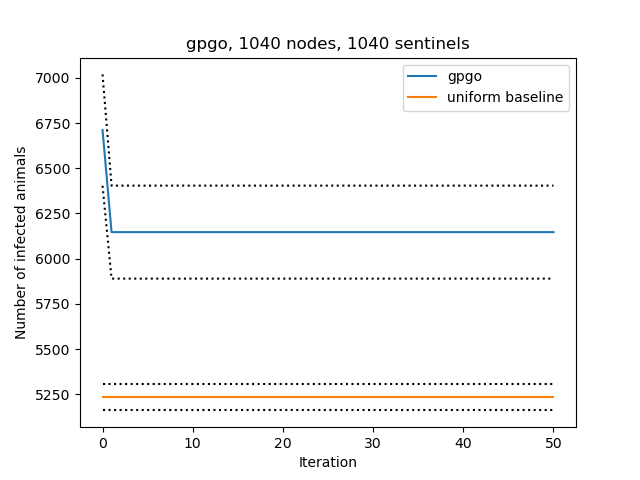 gpgo, 1040 nodes, 1040 sentinels
gpgo
uniform baseline
Number of infected animals
7000
6750
6500
6250
6000
5750
5500
5250
0 10 20 30 40 50
Iteration